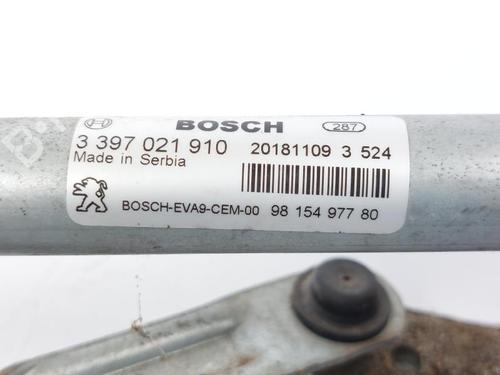 BOSCH
287
3 397 021 910
20181109 3 524
Made in Serbia
BOSCH-EVA9-CEM-00 98 154 977 80